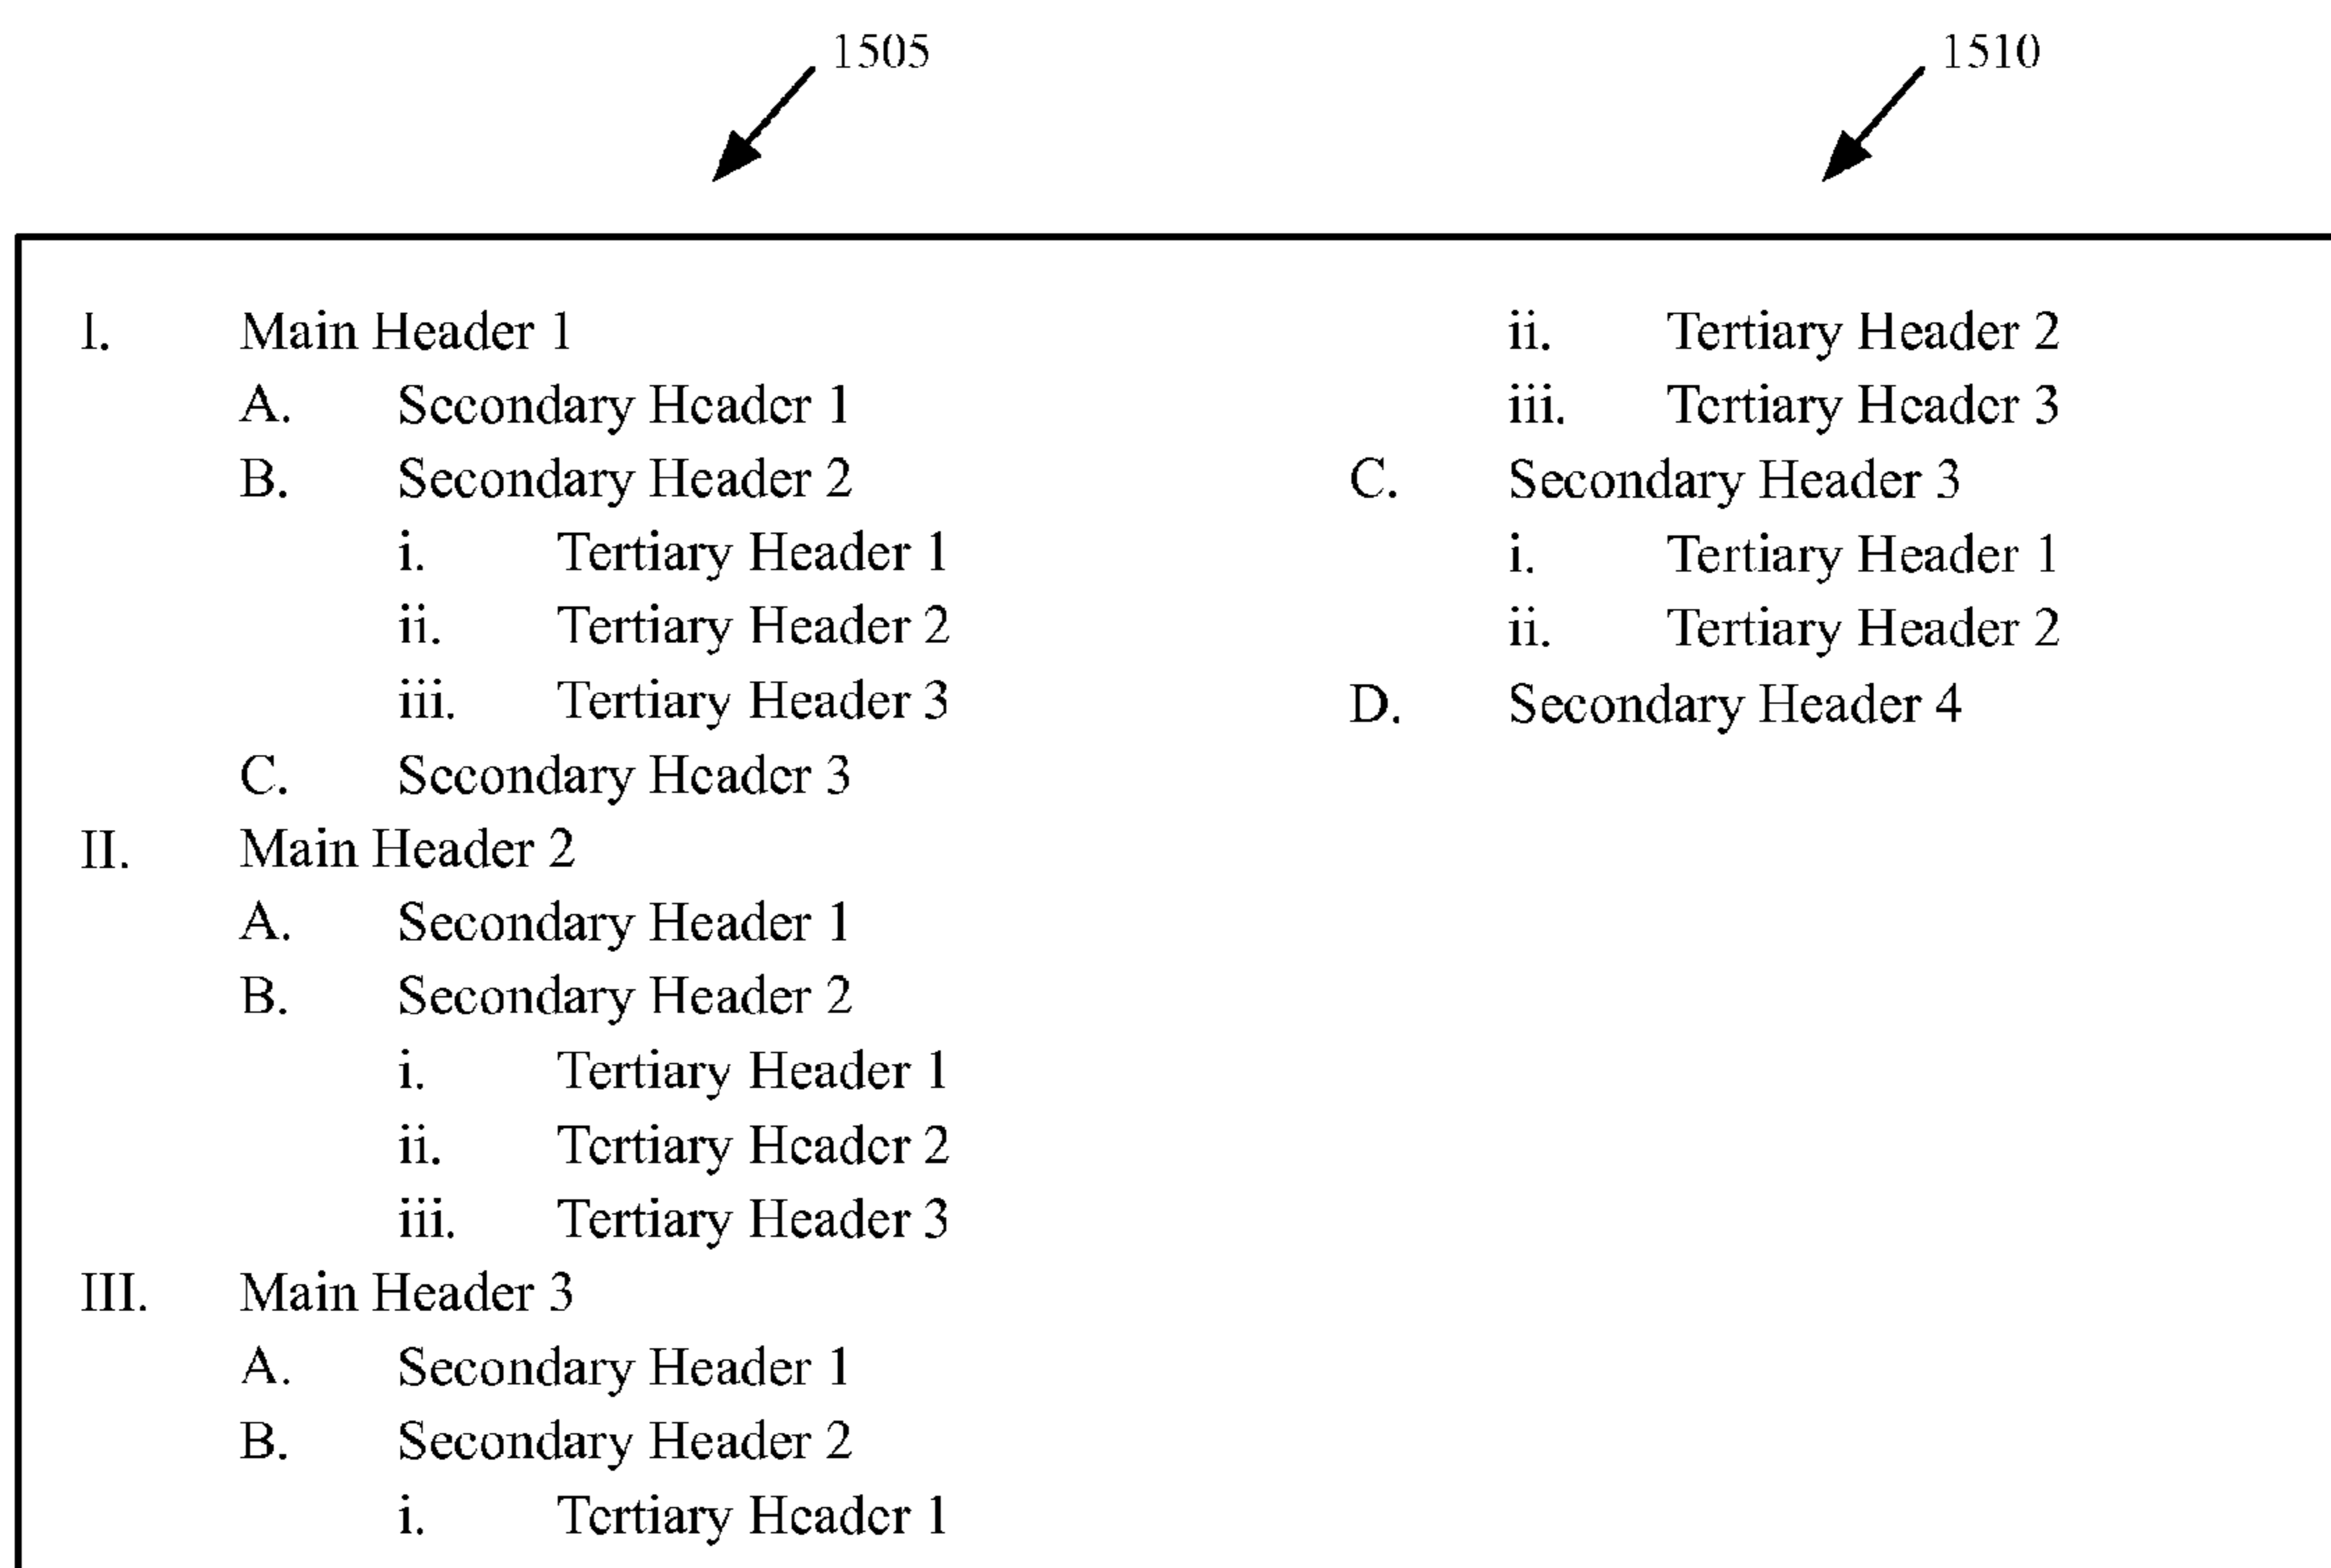 1505
1510
I. Main Header 1
A. Secondary Header 1
B. Secondary Header 2
i. Tertiary Header 1
ii. Tertiary Header 2
iii. Tertiary Header 3
C. Secondary Header 3
II. Main Header 2
A. Secondary Header 1
B. Secondary Header 2
i. Tertiary Header 1
ii. Tertiary Header 2
iii. Tertiary Header 3
III. Main Header 3
A. Secondary Header 1
B. Secondary Header 2
i. Tertiary Header 1
ii. Tertiary Header 2
iii. Tertiary Header 3
C. Secondary Header 3
i. Tertiary Header 1
ii. Tertiary Header 2
D. Secondary Header 4